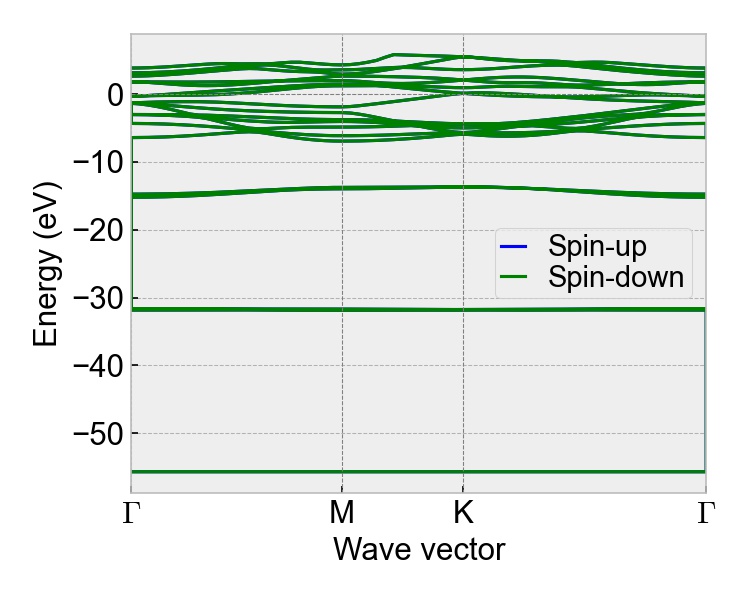 0
−10
−20
−30
−40
−50
Energy (eV)
Spin-up
Spin-down
Γ M K Γ
Wave vector